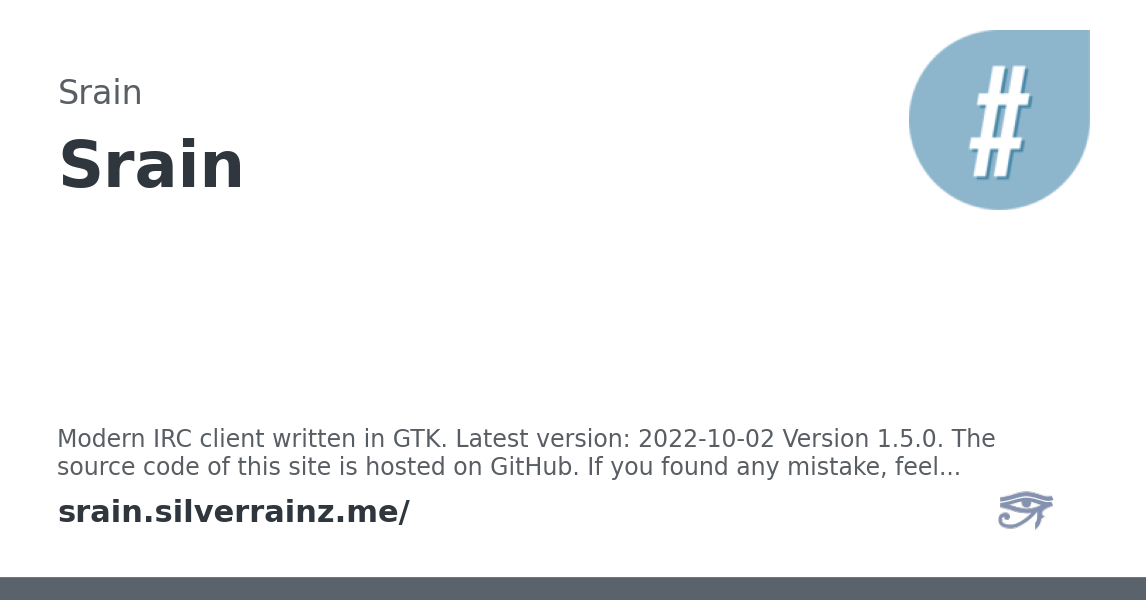 Srain
Srain
#
Modern IRC client written in GTK. Latest version: 2022-10-02 Version 1.5.0. The
source code of this site is hosted on GitHub. If you found any mistake, feel...
srain.silverrainz.me/